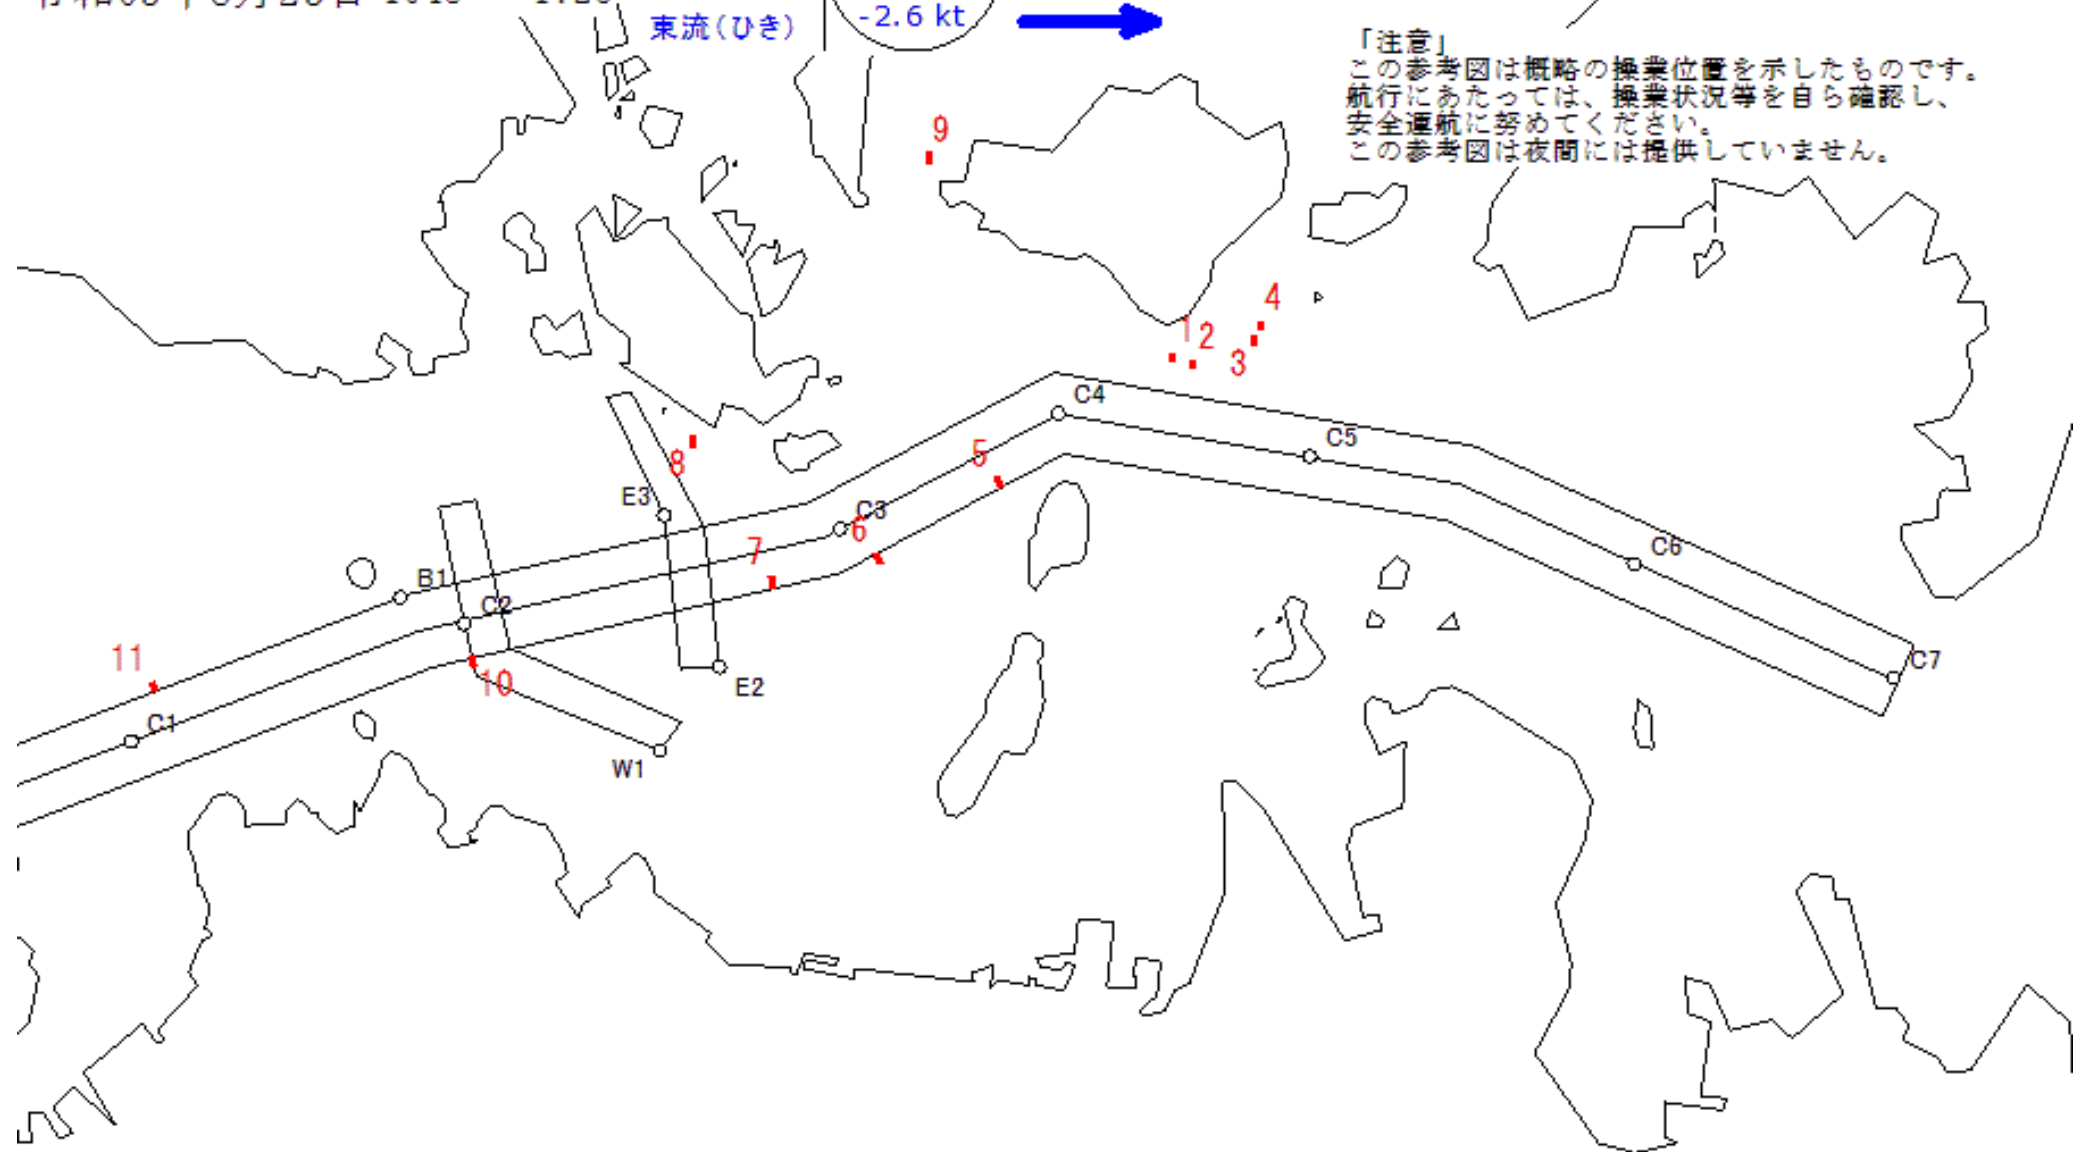 東流(ひき)
-2.6 kt
「注意」
この参考図は概略の操業位置を示したものです。
航行にあたっては、操業状況等を自ら確認し、
安全運航に努めてください。
この参考図は夜間には提供していません。
9
4
1
2
3
C4
5
C5
8
E3
C3
6
7
C6
B1
C2
11
10
E2
C7
C1
W1